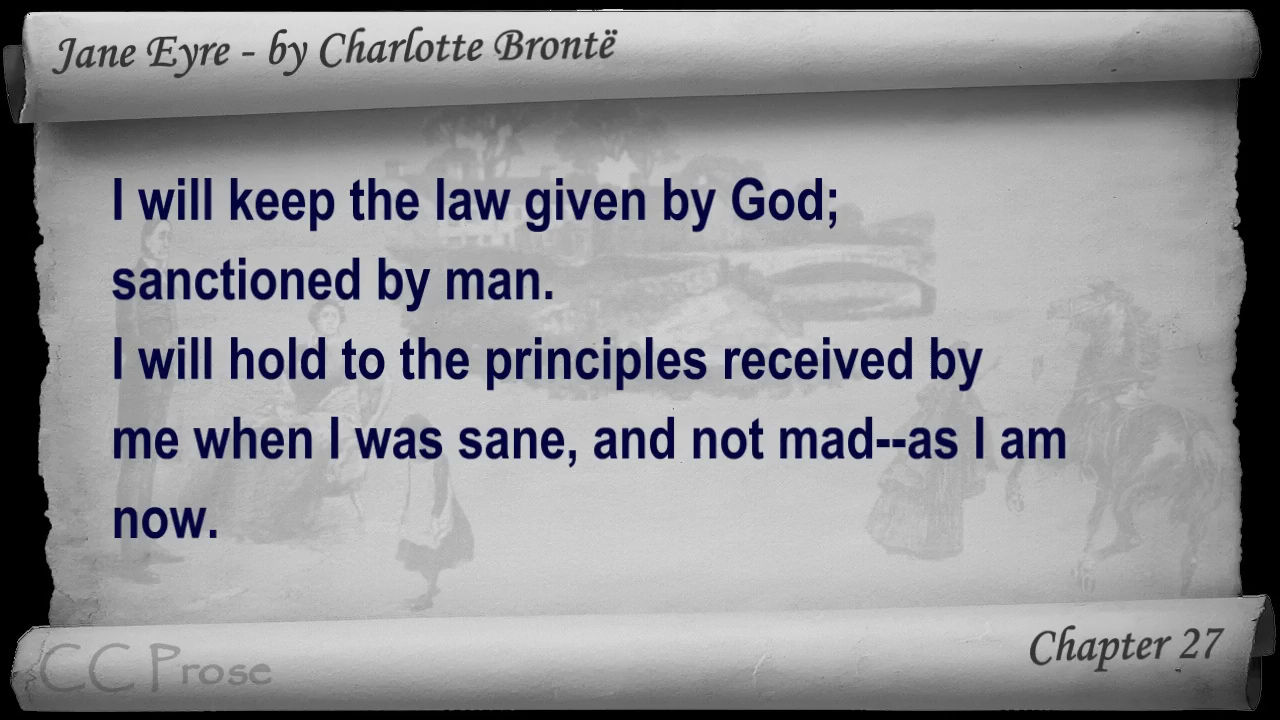 Jane Eyre - by Charlotte Brontë
I will keep the law given by God;
sanctioned by man.
I will hold to the principles received by
me when I was sane, and not mad--as I am
now.
CC Prose
Chapter 27